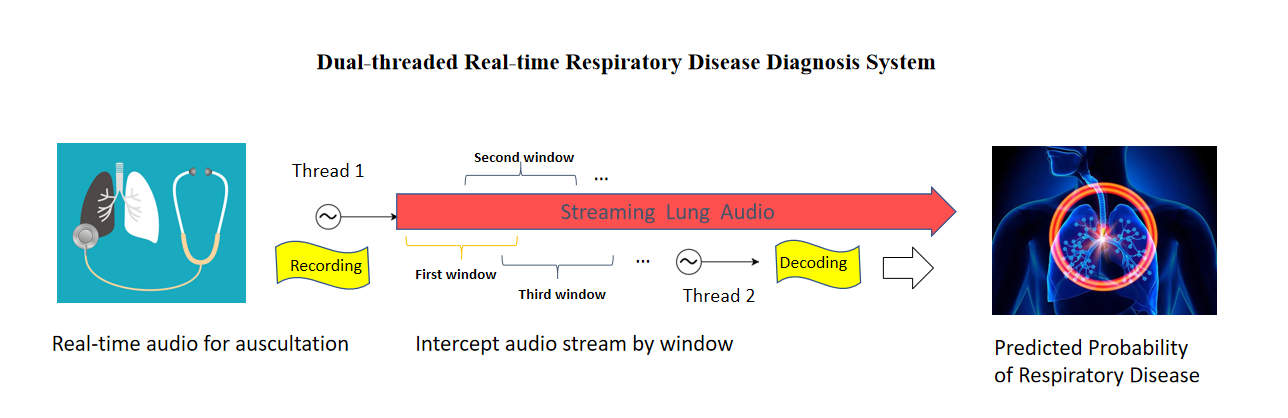 Dual-threaded Real-time Respiratory Disease Diagnosis System
Second window
...
Thread 1
Streaming Lung Audio
Recording
First window
Third window
...
Thread 2
Decoding
Real-time audio for auscultation
Intercept audio stream by window
Predicted Probability
of Respiratory Disease